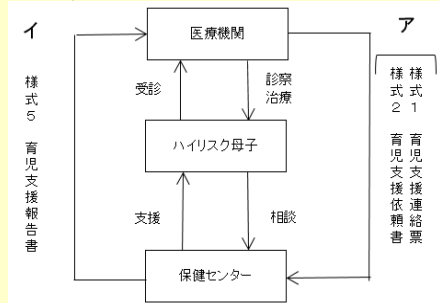 イ
ア
医療機関
受診
診察
治療
様式５　育児支援報告書
様式１　育児支援連絡票
様式２　育児支援依頼書
ハイリスク母子
支援
相談
保健センター